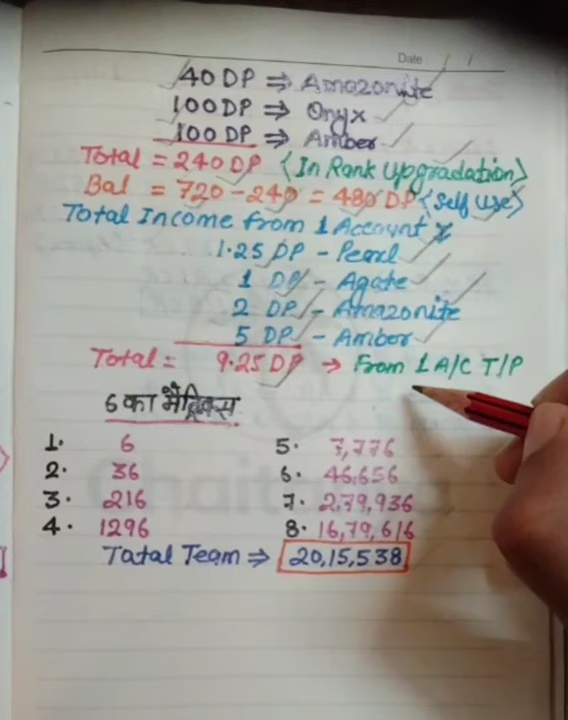 Date
40 DP ⇒ Amazonite
100 DP ⇒ Onyx
100 DP ⇒ Amber
Total = 240 DP (In Rank Upgradation)
Bal = 720 - 240 = 480 DP (Self Use)
Total Income from 1 Account
1.25 DP - Pearl
1 DP - Agate
2 DP - Amazonite
5 DP - Amber
Total = 9.25 DP → From 1 A/C T/P
6 का मैट्रिक्स
1. 6
2. 36
3. 216
4. 1296
5. 7,776
6. 46,656
7. 2,79,936
8. 16,79,616
Tatal Team ⇒ 20,15,538